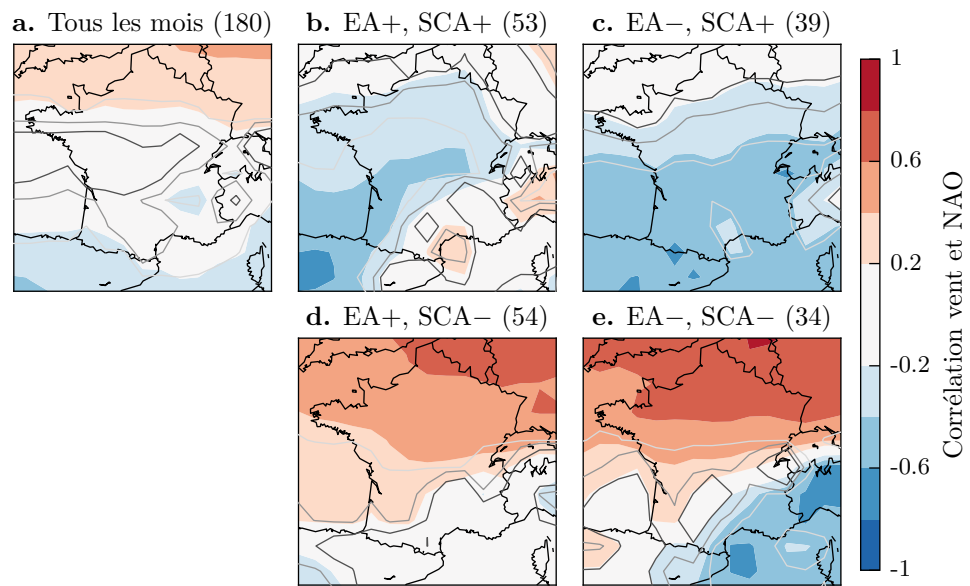 a. Tous les mois (180)
b. EA+, SCA+ (53)
c. EA−, SCA+ (39)
d. EA+, SCA− (54)
e. EA−, SCA− (34)
1
0.6
0.2
-0.2
-0.6
-1
Corrélation vent et NAO